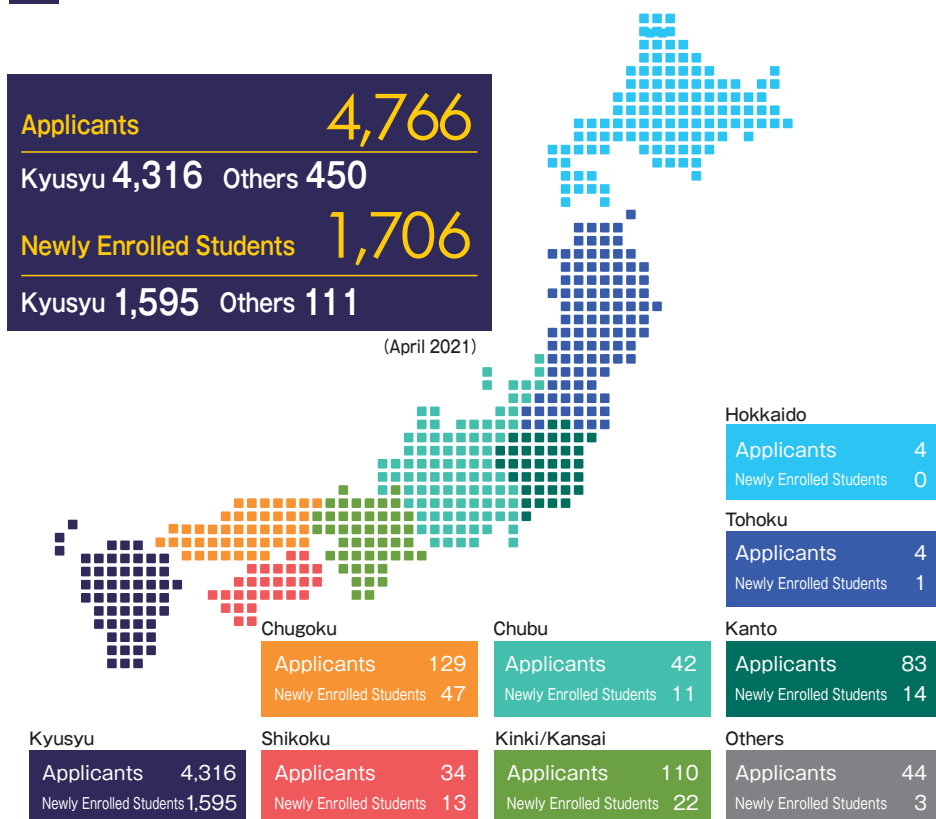 Applicants 4,766
Kyusyu 4,316 Others 450
Newly Enrolled Students 1,706
Kyusyu 1,595 Others 111
(April 2021)
Hokkaido
Applicants 4
Newly Enrolled Students 0
Tohoku
Applicants 4
Newly Enrolled Students 1
Chugoku
Applicants 129
Newly Enrolled Students 47
Chubu
Applicants 42
Newly Enrolled Students 11
Kanto
Applicants 83
Newly Enrolled Students 14
Kyusyu
Applicants 4,316
Newly Enrolled Students 1,595
Shikoku
Applicants 34
Newly Enrolled Students 13
Kinki/Kansai
Applicants 110
Newly Enrolled Students 22
Others
Applicants 44
Newly Enrolled Students 3